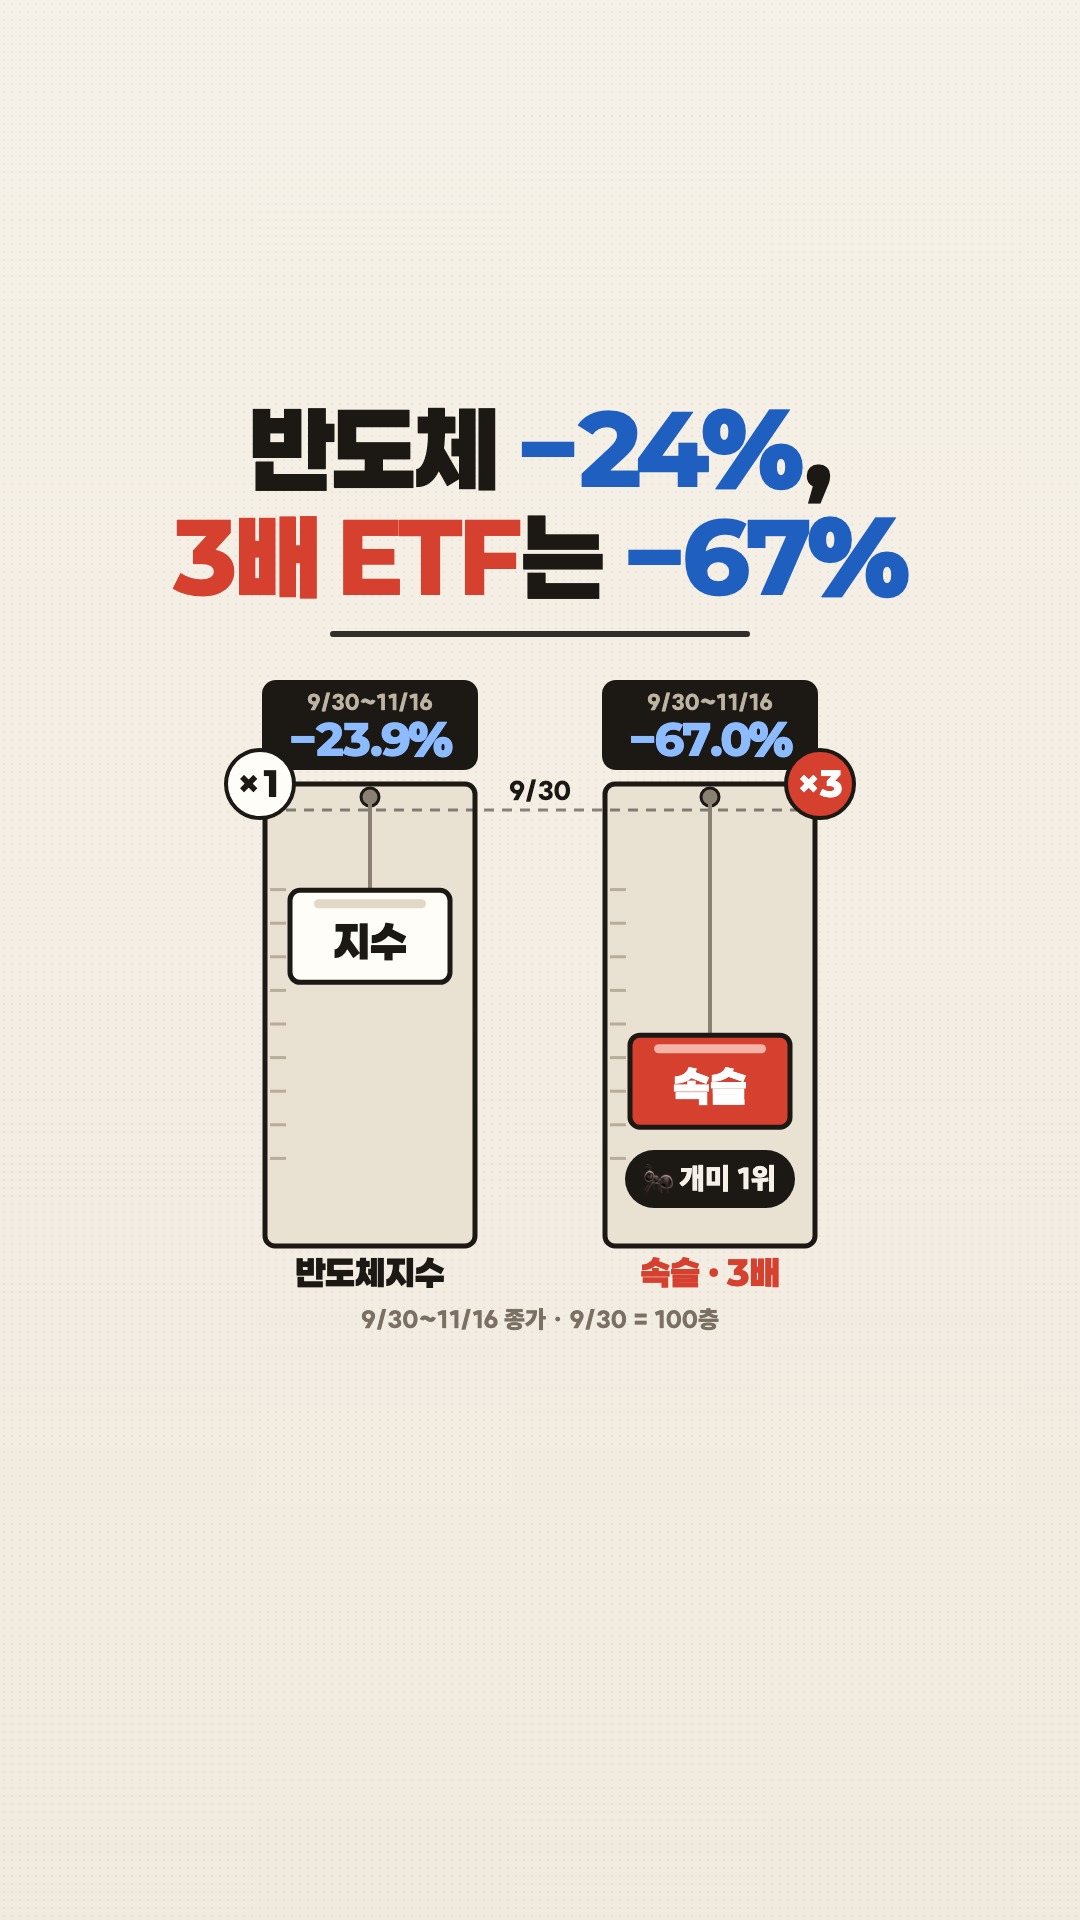 반도체 −24%,
3배 ETF는 −67%
9/30~11/16
−23.9%
×1
9/30
9/30~11/16
−67.0%
×3
지수
속슬
🐜 개미 1위
반도체지수
속슬 · 3배
9/30~11/16 종가 · 9/30 = 100층